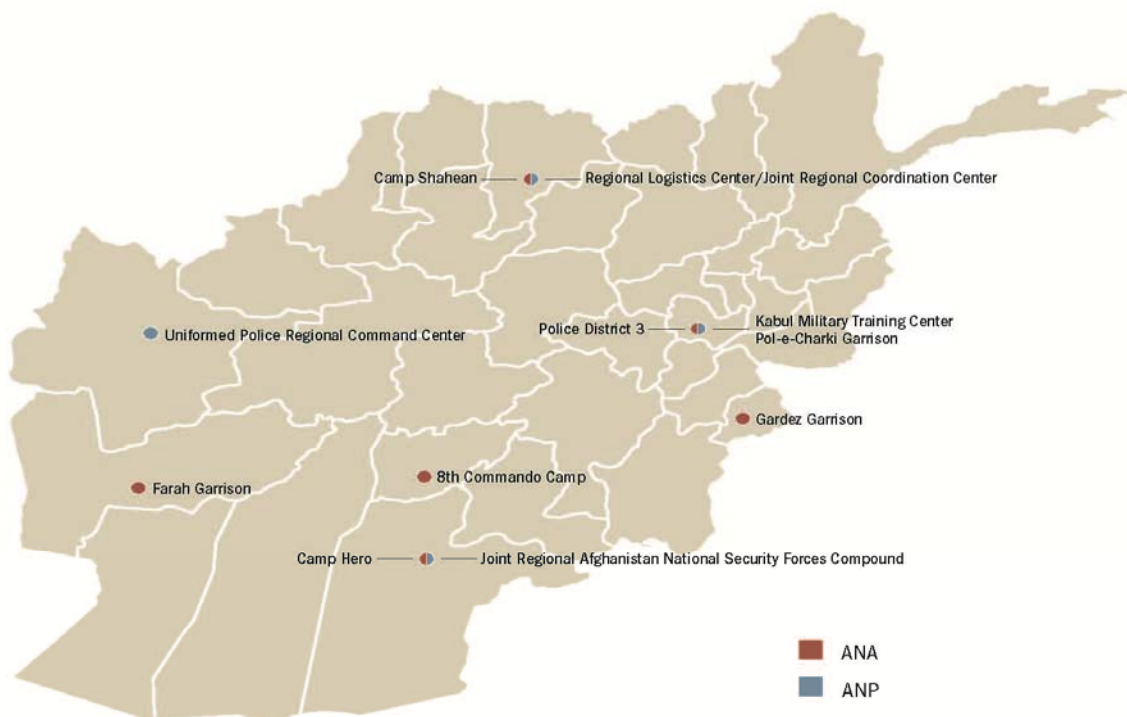 Camp Shahean
Regional Logistics Center/Joint Regional Coordination Center
Uniformed Police Regional Command Center
Police District 3
Kabul Military Training Center
Pol-e-Charki Garrison
Gardez Garrison
8th Commando Camp
Farah Garrison
Camp Hero
Joint Regional Afghanistan National Security Forces Compound
ANA
ANP